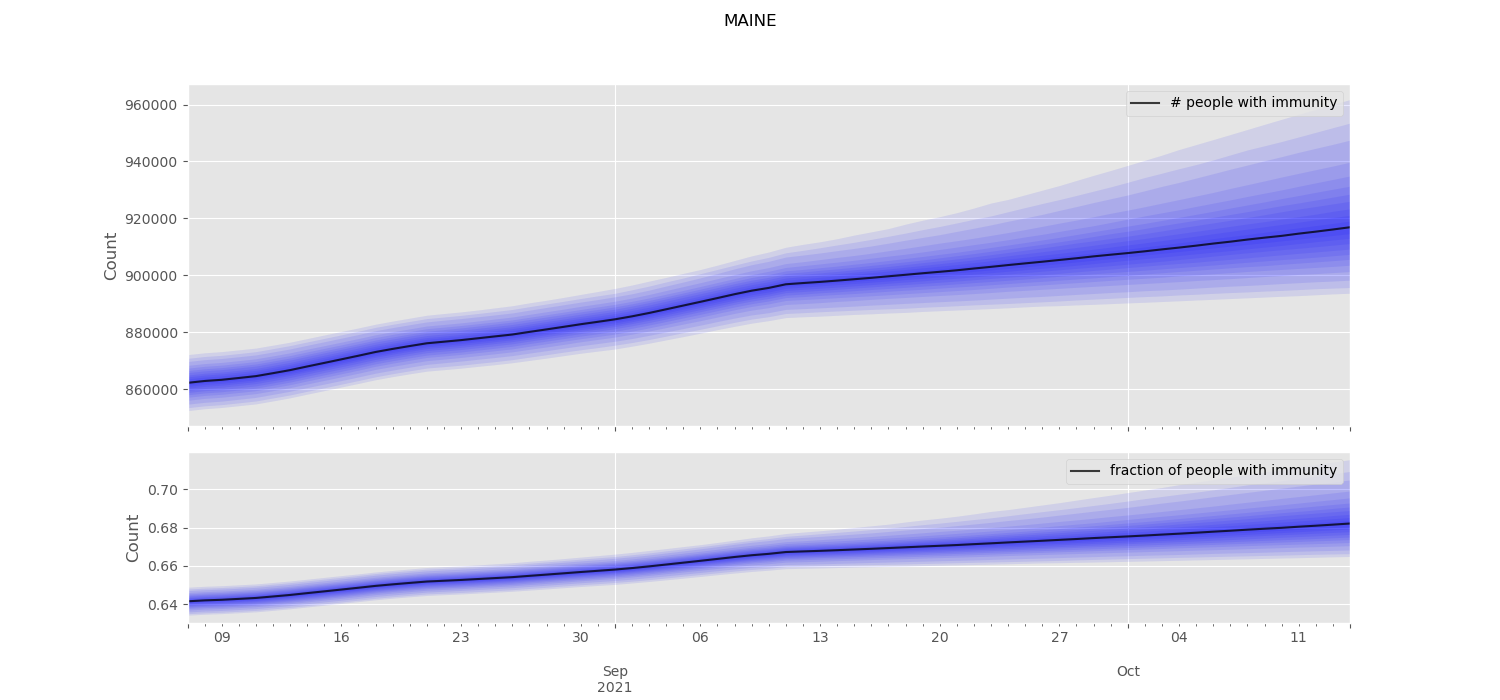 MAINE
# people with immunity
960000
940000
920000
900000
880000
860000
Count
fraction of people with immunity
0.70
0.68
0.66
0.64
Count
09 16 23 30 06 13 20 27 04 11
Sep Oct
2021